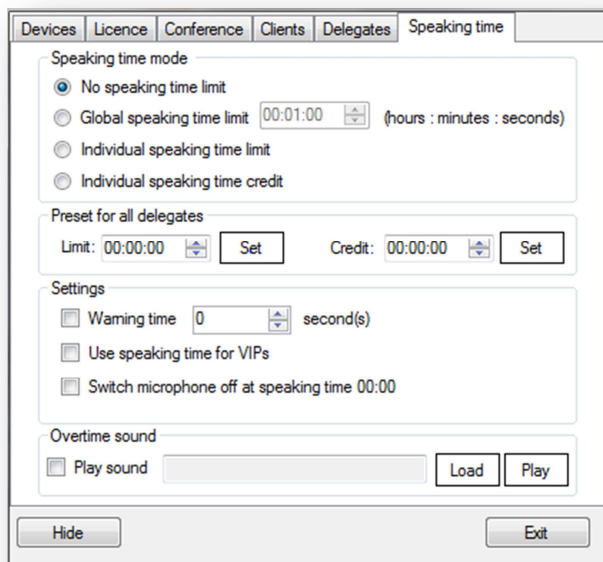 Devices Licence Conference Clients Delegates Speaking time
Speaking time mode
No speaking time limit
Global speaking time limit 00:01:00 (hours : minutes : seconds)
Individual speaking time limit
Individual speaking time credit
Preset for all delegates
Limit: 00:00:00 Set Credit: 00:00:00 Set
Settings
Warning time 0 second(s)
Use speaking time for VIPs
Switch microphone off at speaking time 00:00
Overtime sound
Play sound Load Play
Hide Exit